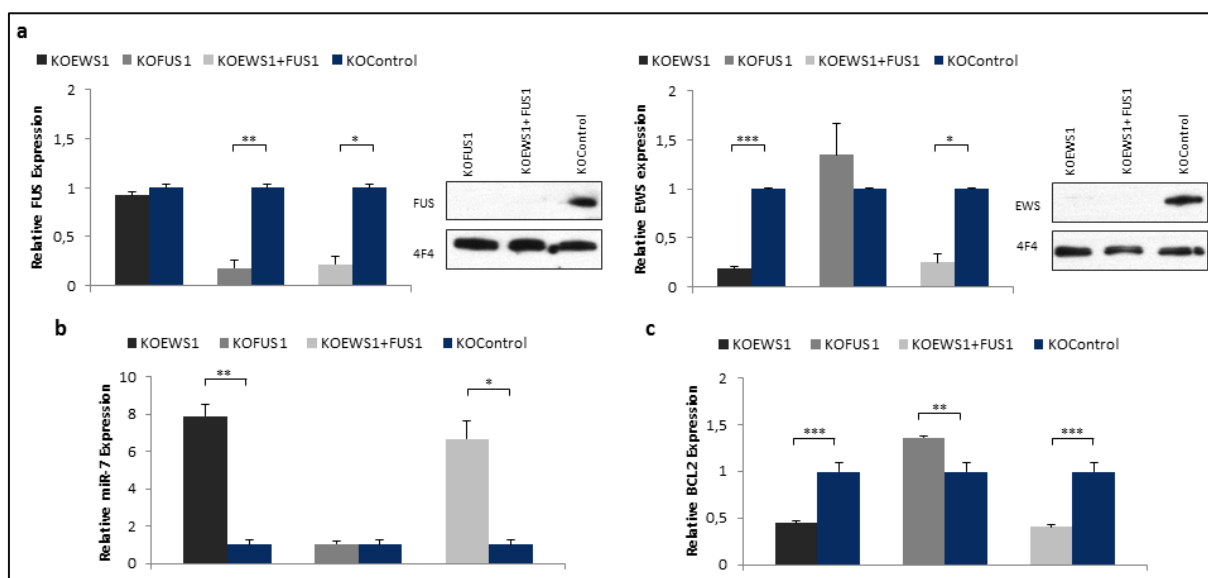 a
KOEWS1 KOFUS1 KOEWS1+FUS1 KOControl
Relative FUS Expression
2
1,5
1
0,5
0
** *
KOFUS1
KOEWS1+FUS1
KOControl
FUS
4F4
KOEWS1 KOFUS1 KOEWS1+FUS1 KOControl
Relative EWS expression
2
1,5
1
0,5
0
*** *
KOEWS1
KOEWS1+FUS1
KOControl
EWS
4F4
b
KOEWS1 KOFUS1 KOEWS1+FUS1 KOControl
Relative miR-7 Expression
10
8
6
4
2
0
** *
c
KOEWS1 KOFUS1 KOEWS1+FUS1 KOControl
Relative BCL2 Expression
2
1,5
1
0,5
0
*** ** ***